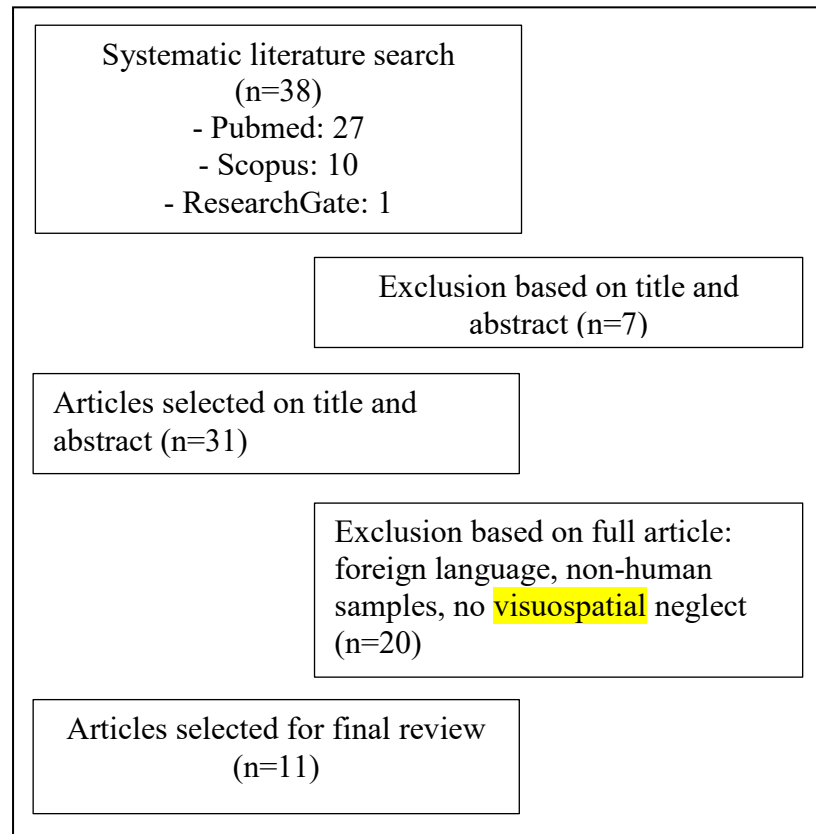 Systematic literature search
(n=38)
- Pubmed: 27
- Scopus: 10
- ResearchGate: 1
Exclusion based on title and
abstract (n=7)
Articles selected on title and
abstract (n=31)
Exclusion based on full article:
foreign language, non-human
samples, no visuospatial neglect
(n=20)
Articles selected for final review
(n=11)